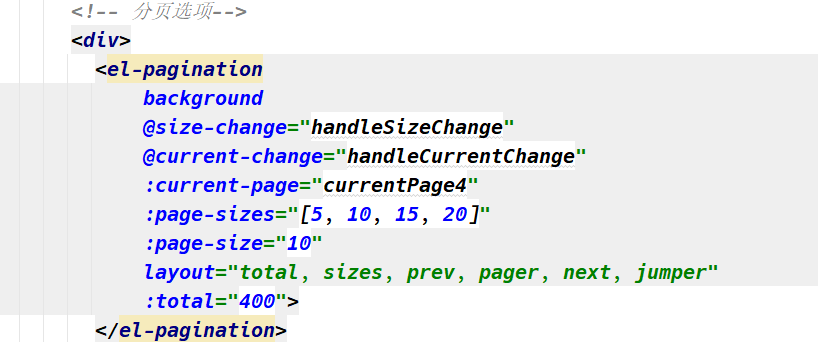 <!-- 分页选项-->
<div>
<el-pagination
background
@size-change="handleSizeChange"
@current-change="handleCurrentChange"
:current-page="currentPage4"
:page-sizes="[5, 10, 15, 20]"
:page-size="10"
layout="total, sizes, prev, pager, next, jumper"
:total="400">
</el-pagination>